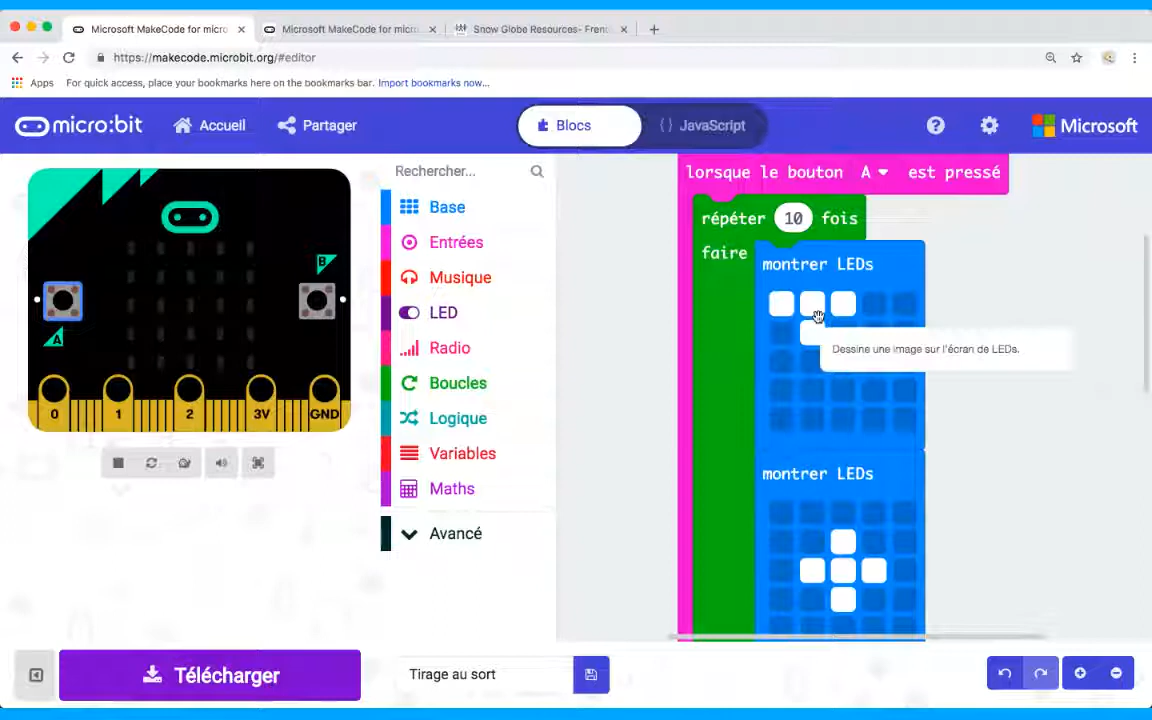 Microsoft MakeCode for micro
Microsoft MakeCode for micro
Snow Globe Resources- Fren
https://makecode.microbit.org/#editor
Apps
For quick access, place your bookmarks here on the bookmarks bar. Import bookmarks now...
micro:bit
Accueil
Partager
Blocs
{} JavaScript
?
Microsoft
Rechercher...
Base
Entrées
Musique
LED
Radio
Boucles
Logique
Variables
Maths
Avancé
A
B
0
1
2
3V
GND
lorsque le bouton A est pressé
répéter 10 fois
faire
montrer LEDs
Dessine une image sur l'écran de LEDs.
montrer LEDs
Télécharger
Tirage au sort